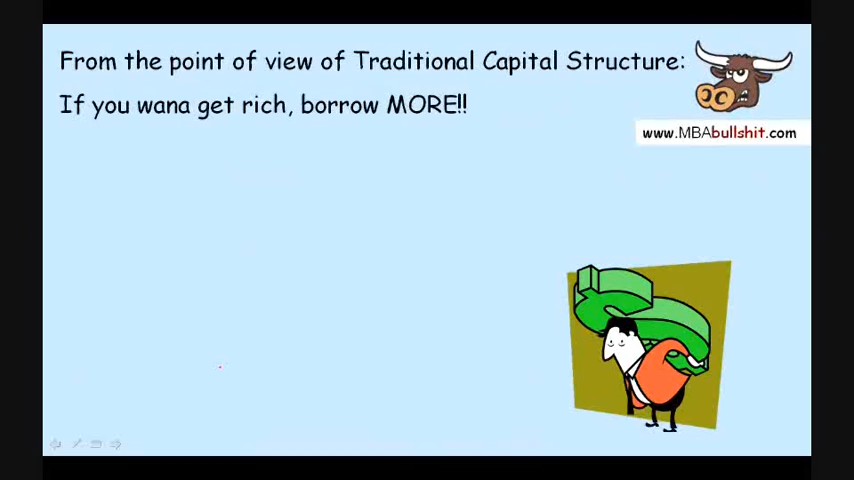 From the point of view of Traditional Capital Structure:
If you wana get rich, borrow MORE!!
www.MBAbullshit.com